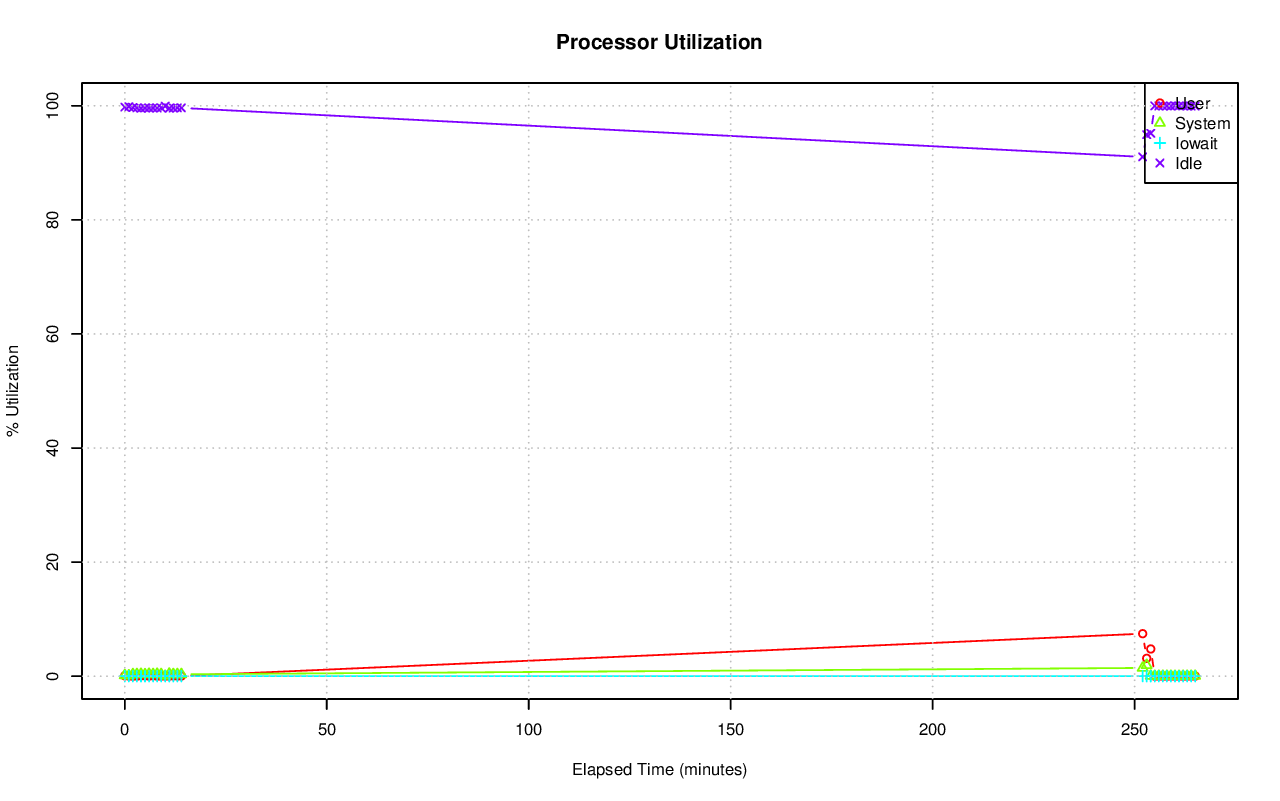 Processor Utilization
% Utilization
100
80
60
40
20
0
User
System
Iowait
Idle
0 50 100 150 200 250
Elapsed Time (minutes)